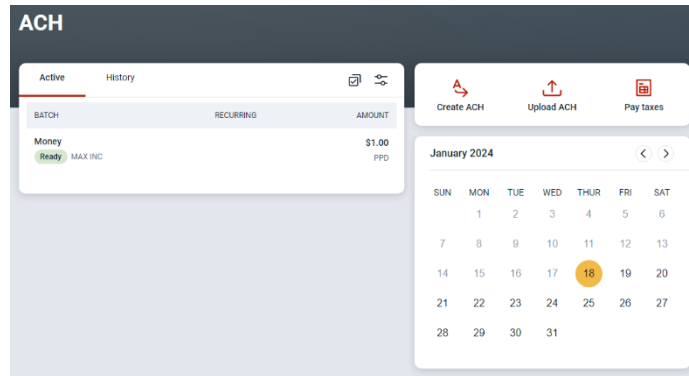 ACH
Active History
BATCH RECURRING AMOUNT
Money $1.00
Ready MAX INC PPD
Create ACH Upload ACH Pay taxes
January 2024
SUN MON TUE WED THUR FRI SAT
1 2 3 4 5 6
7 8 9 10 11 12 13
14 15 16 17 18 19 20
21 22 23 24 25 26 27
28 29 30 31